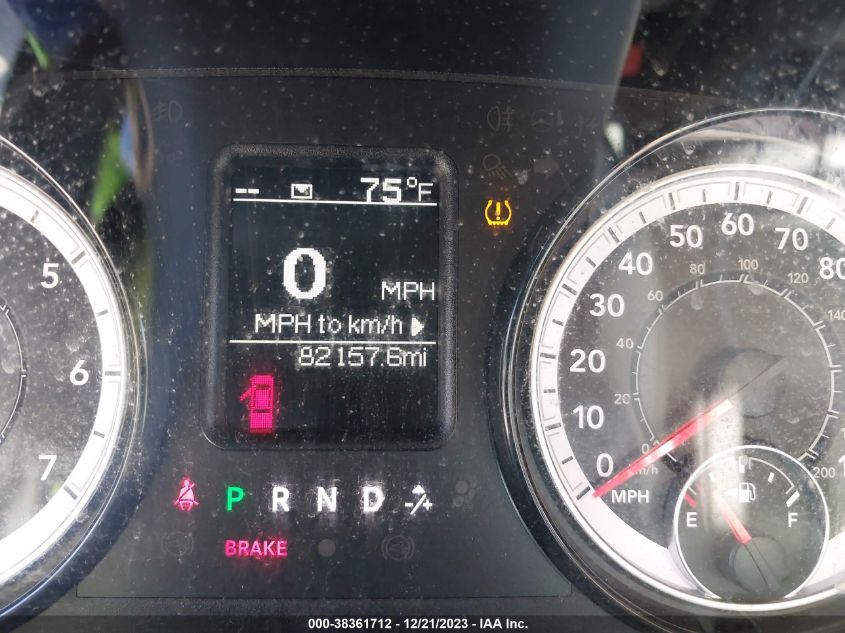 -- 75°F
0 MPH
MPH to km/h
82157.6mi
P R N D -/+
BRAKE
5
6
7
0 10 20 30 40 50 60 70 80
MPH
0 20 40 60 80 100 120 140 200
km/h
E F
000-38361712 - 12/21/2023 - IAA Inc.